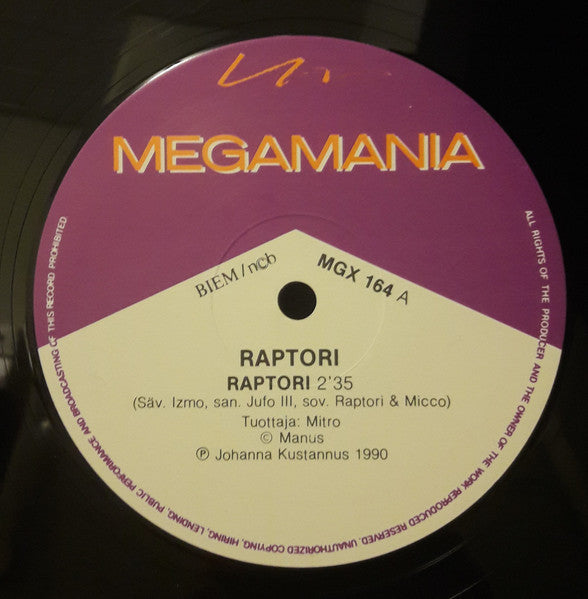 MEGAMANIA
BIEM/ncb
MGX 164 A
RAPTORI
RAPTORI 2'35
(Säv. Izmo, san. Jufo III, sov. Raptori & Micco)
Tuottaja: Mitro
© Manus
℗ Johanna Kustannus 1990
ALL RIGHTS OF THE PRODUCER AND THE OWNER OF THE WORK REPRODUCED RESERVED. UNAUTHORIZED COPYING, HIRING, LENDING, PUBLIC PERFORMANCE AND BROADCASTING OF THIS RECORD PROHIBITED